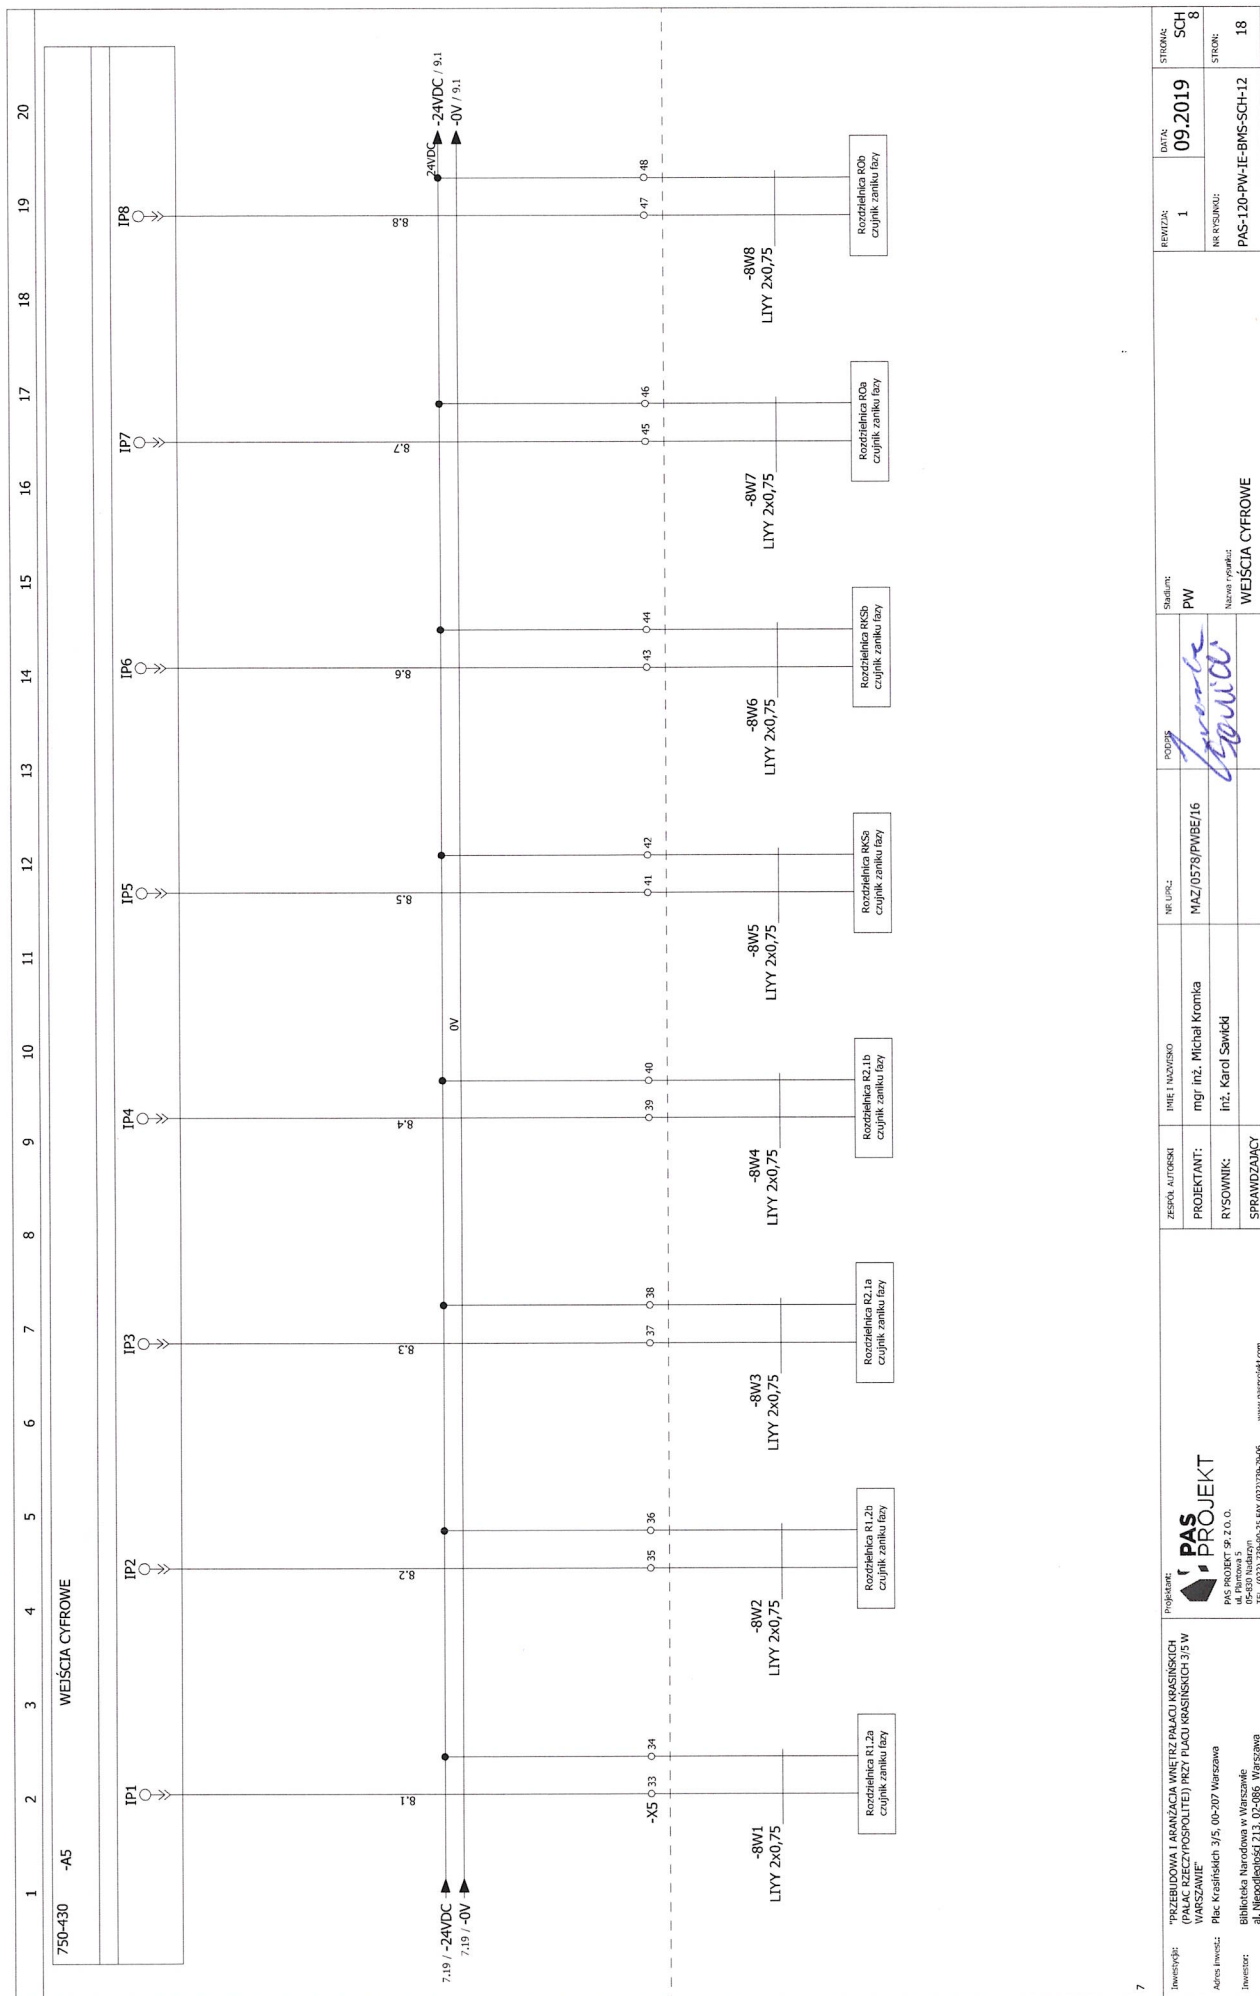 1 2 3 4 5 6 7 8 9 10 11 12 13 14 15 16 17 18 19 20
750-430 -A5 WEJŚCIA CYFROWE
IP1 IP2 IP3 IP4 IP5 IP6 IP7 IP8
8.1 8.2 8.3 8.4 8.5 8.6 8.7 8.8
24VDC
7.19 / -24VDC
-24VDC / 9.1
7.19 / -0V
0V
-0V / 9.1
-X5 33 34 35 36 37 38 39 40 41 42 43 44 45 46 47 48
-8W1
LIYY 2x0,75
-8W2
LIYY 2x0,75
-8W3
LIYY 2x0,75
-8W4
LIYY 2x0,75
-8W5
LIYY 2x0,75
-8W6
LIYY 2x0,75
-8W7
LIYY 2x0,75
-8W8
LIYY 2x0,75
Rozdzielnica R1.2a
czujnik zaniku fazy
Rozdzielnica R1.2b
czujnik zaniku fazy
Rozdzielnica R2.1a
czujnik zaniku fazy
Rozdzielnica R2.1b
czujnik zaniku fazy
Rozdzielnica RKSa
czujnik zaniku fazy
Rozdzielnica RKSb
czujnik zaniku fazy
Rozdzielnica ROa
czujnik zaniku fazy
Rozdzielnica ROb
czujnik zaniku fazy
7
Inwestycja:
"PRZEBUDOWA I ARANŻACJA WNĘTRZ PAŁACU KRASIŃSKICH
(PAŁAC RZECZYPOSPOLITEJ) PRZY PLACU KRASIŃSKICH 3/5 W
WARSZAWIE"
Adres inwest.: Plac Krasińskich 3/5, 00-207 Warszawa
Inwestor: Biblioteka Narodowa w Warszawie
al. Niepodległości 213, 02-086 Warszawa
Projektant:
PAS
PROJEKT
PAS PROJEKT SP. Z O. O.
ul. Plantowa 5
05-830 Nadarzyn
ZESPÓŁ AUTORSKI IMIĘ I NAZWISKO NR UPR.: PODPIS
PROJEKTANT: mgr inż. Michał Kromka MAZ/0578/PWBE/16
RYSOWNIK: inż. Karol Sawicki
SPRAWDZAJĄCY
Stadium:
PW
Nazwa rysunku:
WEJŚCIA CYFROWE
REWIZJA:
1
DATA:
09.2019
STRONA:
SCH
8
NR RYSUNKU:
PAS-120-PW-IE-BMS-SCH-12
STRON:
18